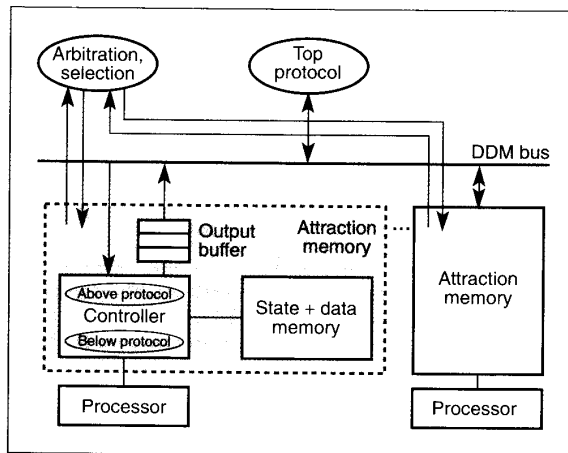 Arbitration,
selection
Top
protocol
DDM bus
Output
buffer
Attraction
memory
Attraction
memory
Above protocol
Controller
Below protocol
State + data
memory
Processor
Processor